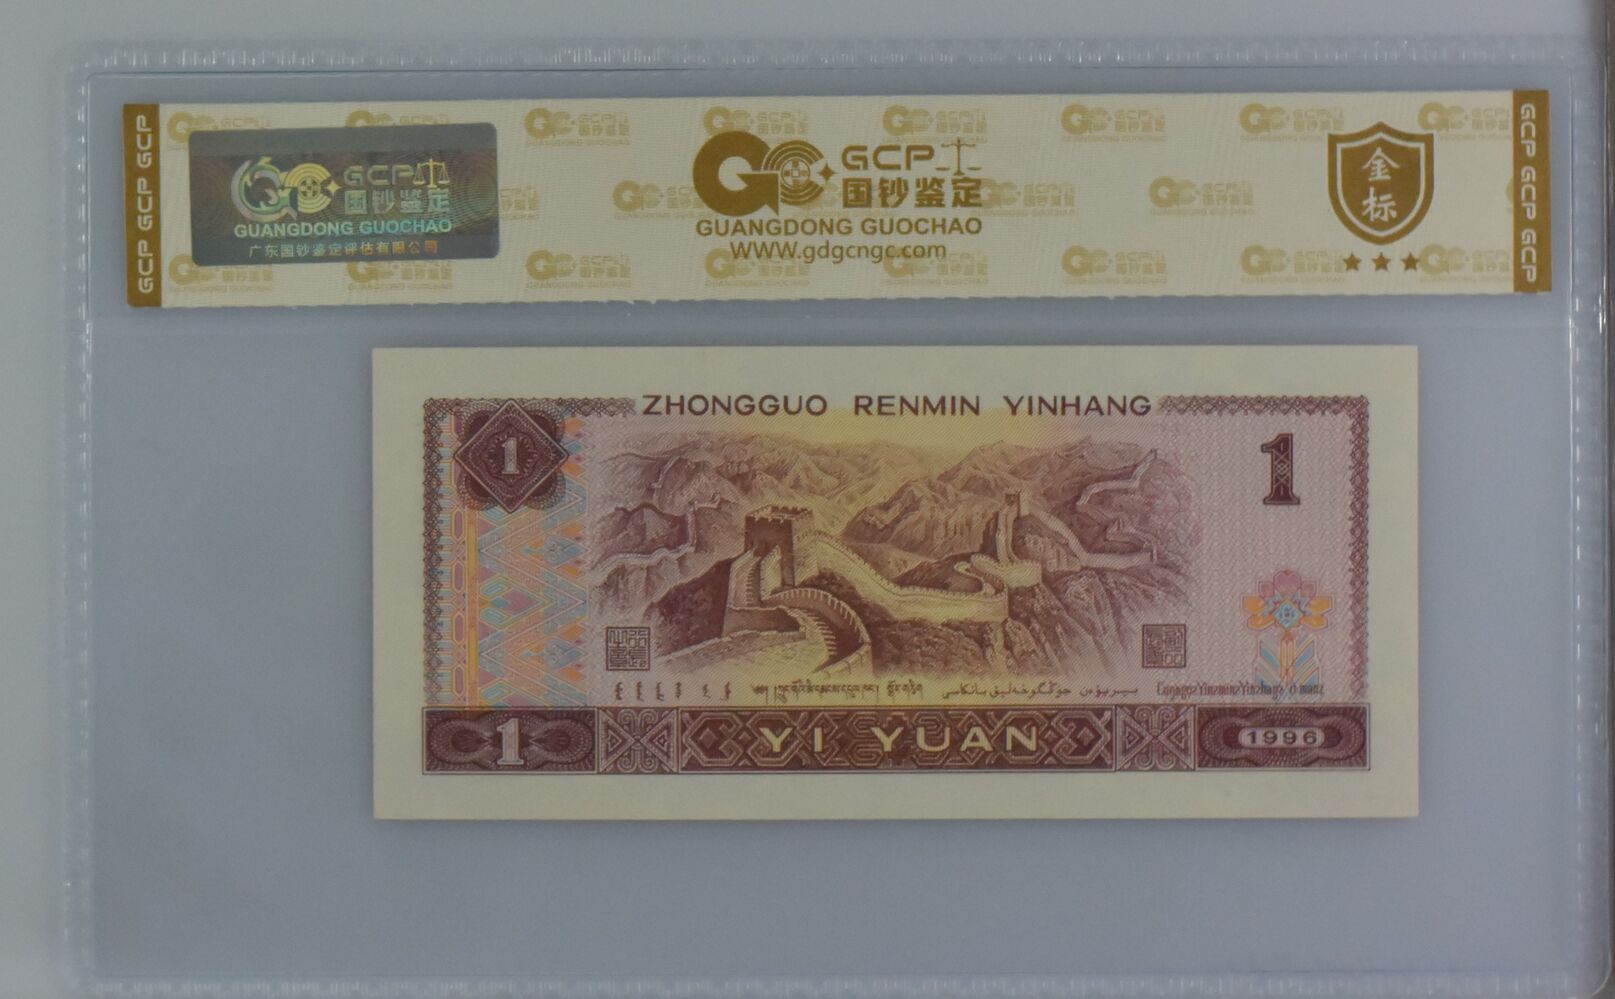 GCP GCP GCP
GCP
国钞鉴定
GUANGDONG GUOCHAO
广东国钞鉴定评估有限公司
GCP
国钞鉴定
GUANGDONG GUOCHAO
WWW.gdgcngc.com
金标
GCP GCP GCP
ZHONGGUO RENMIN YINHANG
1
1
1
YI YUAN
1996